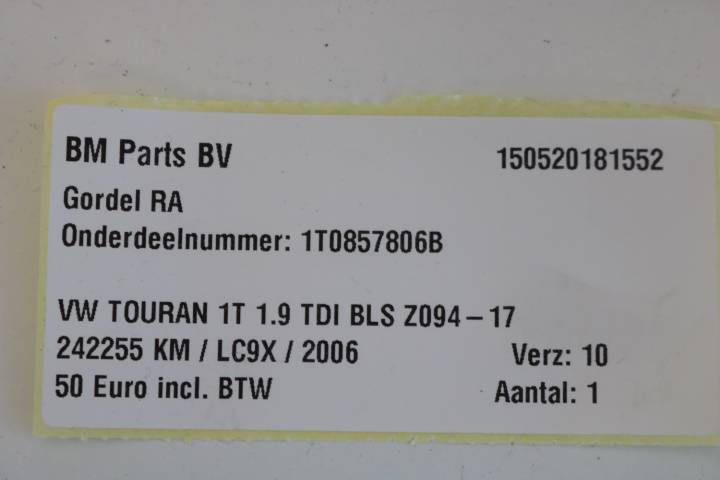 BM Parts BV 150520181552
Gordel RA
Onderdeelnummer: 1T0857806B
VW TOURAN 1T 1.9 TDI BLS Z094-17
242255 KM / LC9X / 2006 Verz: 10
50 Euro incl. BTW Aantal: 1